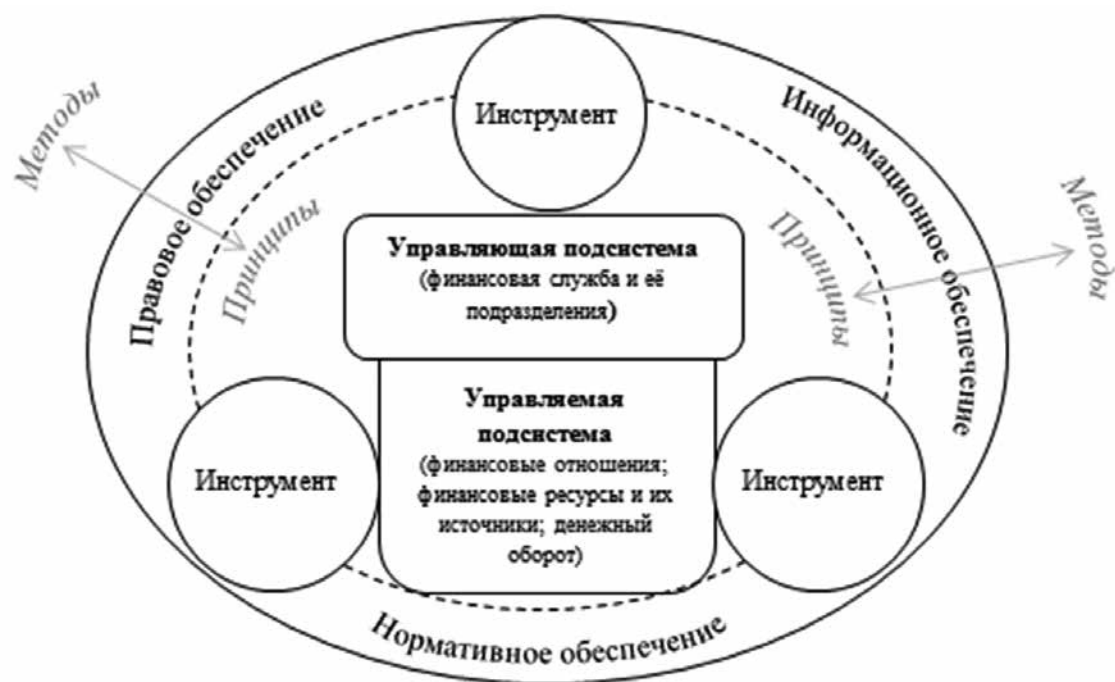 Инструмент
Методы
Правовое обеспечение
Принципы
Информационное обеспечение
Принципы
Методы
Управляющая подсистема
(финансовая служба и её
подразделения)
Управляемая
подсистема
(финансовые отношения;
финансовые ресурсы и их
источники; денежный
оборот)
Инструмент
Инструмент
Нормативное обеспечение